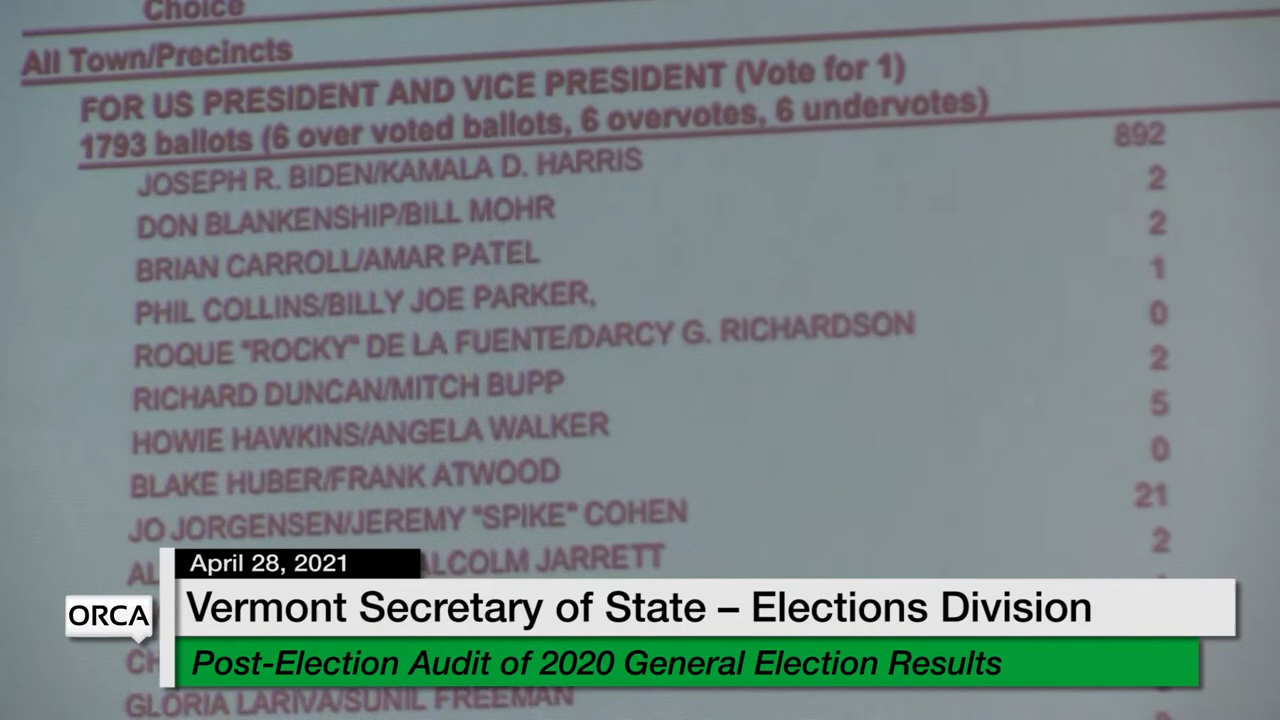 Choice
All Town/Precincts
FOR US PRESIDENT AND VICE PRESIDENT (Vote for 1)
1793 ballots (6 over voted ballots, 6 overvotes, 6 undervotes)
JOSEPH R. BIDEN/KAMALA D. HARRIS 892
DON BLANKENSHIP/BILL MOHR 2
BRIAN CARROLL/AMAR PATEL 2
PHIL COLLINS/BILLY JOE PARKER, 1
ROQUE "ROCKY" DE LA FUENTE/DARCY G. RICHARDSON 0
RICHARD DUNCAN/MITCH BUPP 2
HOWIE HAWKINS/ANGELA WALKER 5
BLAKE HUBER/FRANK ATWOOD 0
JO JORGENSEN/JEREMY "SPIKE" COHEN 21
AL ALCOLM JARRETT 2
April 28, 2021
ORCA
Vermont Secretary of State – Elections Division
CH
Post-Election Audit of 2020 General Election Results
GLORIA LARIVA/SUNIL FREEMAN